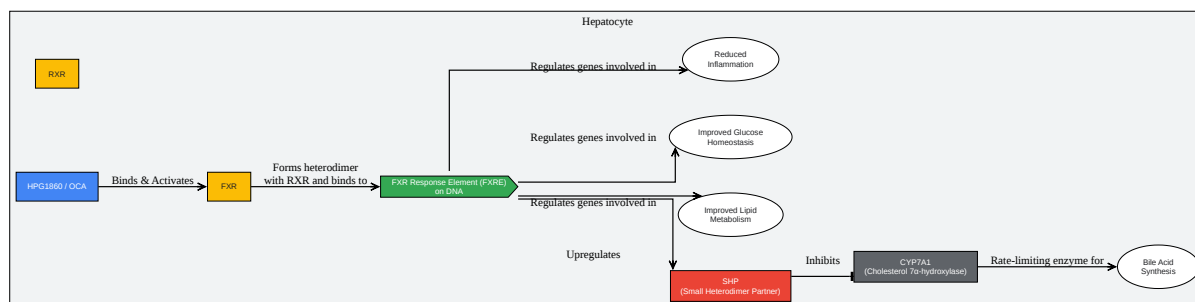 Hepatocyte
Reduced
Inflammation
Regulates genes involved in
RXR
Regulates genes involved in
Improved Glucose
Homeostasis
Forms heterodimer
with RXR and binds to
HPG1860 / OCA
Binds & Activates
FXR
FXR Response Element (FXRE)
on DNA
Regulates genes involved in
Improved Lipid
Metabolism
Upregulates
SHP
(Small Heterodimer Partner)
Inhibits
CYP7A1
(Cholesterol 7α-hydroxylase)
Rate-limiting enzyme for
Bile Acid
Synthesis